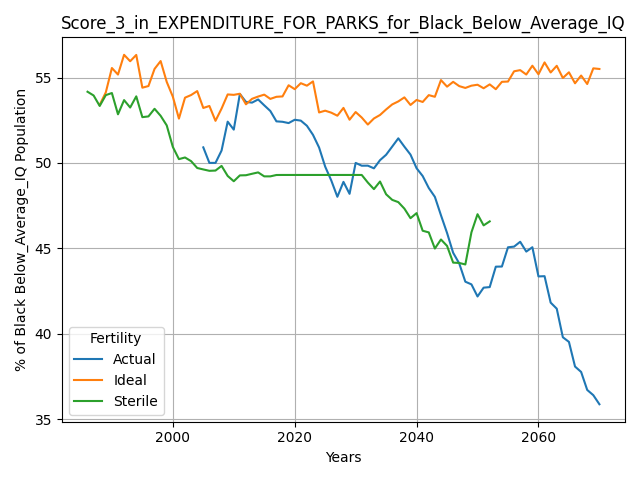 Score_3_in_EXPENDITURE_FOR_PARKS_for_Black_Below_Average_IQ
% of Black Below_Average_IQ Population
55
50
45
40
35
Fertility
Actual
Ideal
Sterile
2000
2020
2040
2060
Years